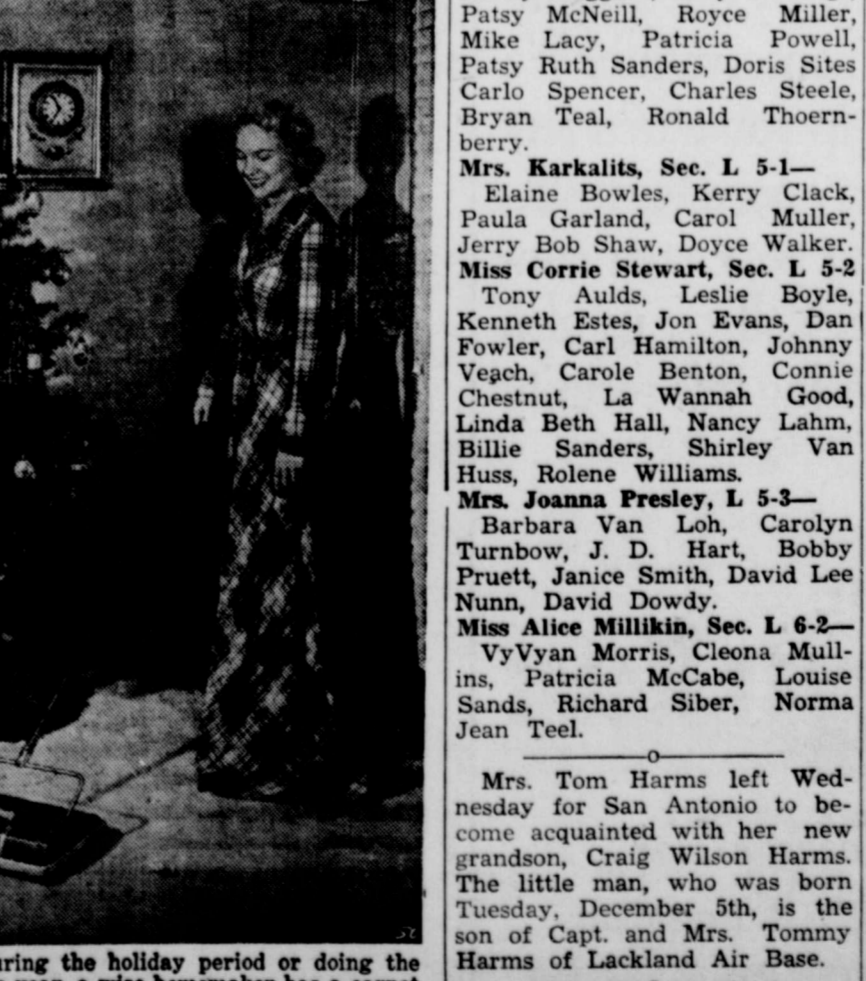 Patsy McNeill, Royce Miller,
Mike Lacy, Patricia Powell,
Patsy Ruth Sanders, Doris Sites
Carlo Spencer, Charles Steele,
Bryan Teal, Ronald Thoern-
berry.
Mrs. Karkalits, Sec. L 5-1—
Elaine Bowles, Kerry Clack,
Paula Garland, Carol Muller,
Jerry Bob Shaw, Doyce Walker.
Miss Corrie Stewart, Sec. L 5-2
Tony Aulds, Leslie Boyle,
Kenneth Estes, Jon Evans, Dan
Fowler, Carl Hamilton, Johnny
Veach, Carole Benton, Connie
Chestnut, La Wannah Good,
Linda Beth Hall, Nancy Lahm,
Billie Sanders, Shirley Van
Huss, Rolene Williams.
Mrs. Joanna Presley, L 5-3—
Barbara Van Loh, Carolyn
Turnbow, J. D. Hart, Bobby
Pruett, Janice Smith, David Lee
Nunn, David Dowdy.
Miss Alice Millikin, Sec. L 6-2—
VyVyan Morris, Cleona Mull-
ins, Patricia McCabe, Louise
Sands, Richard Siber, Norma
Jean Teel.
Mrs. Tom Harms left Wed-
nesday for San Antonio to be-
come acquainted with her new
grandson, Craig Wilson Harms.
The little man, who was born
Tuesday, December 5th, is the
son of Capt. and Mrs. Tommy
Harms of Lackland Air Base.
the holiday period or doing the